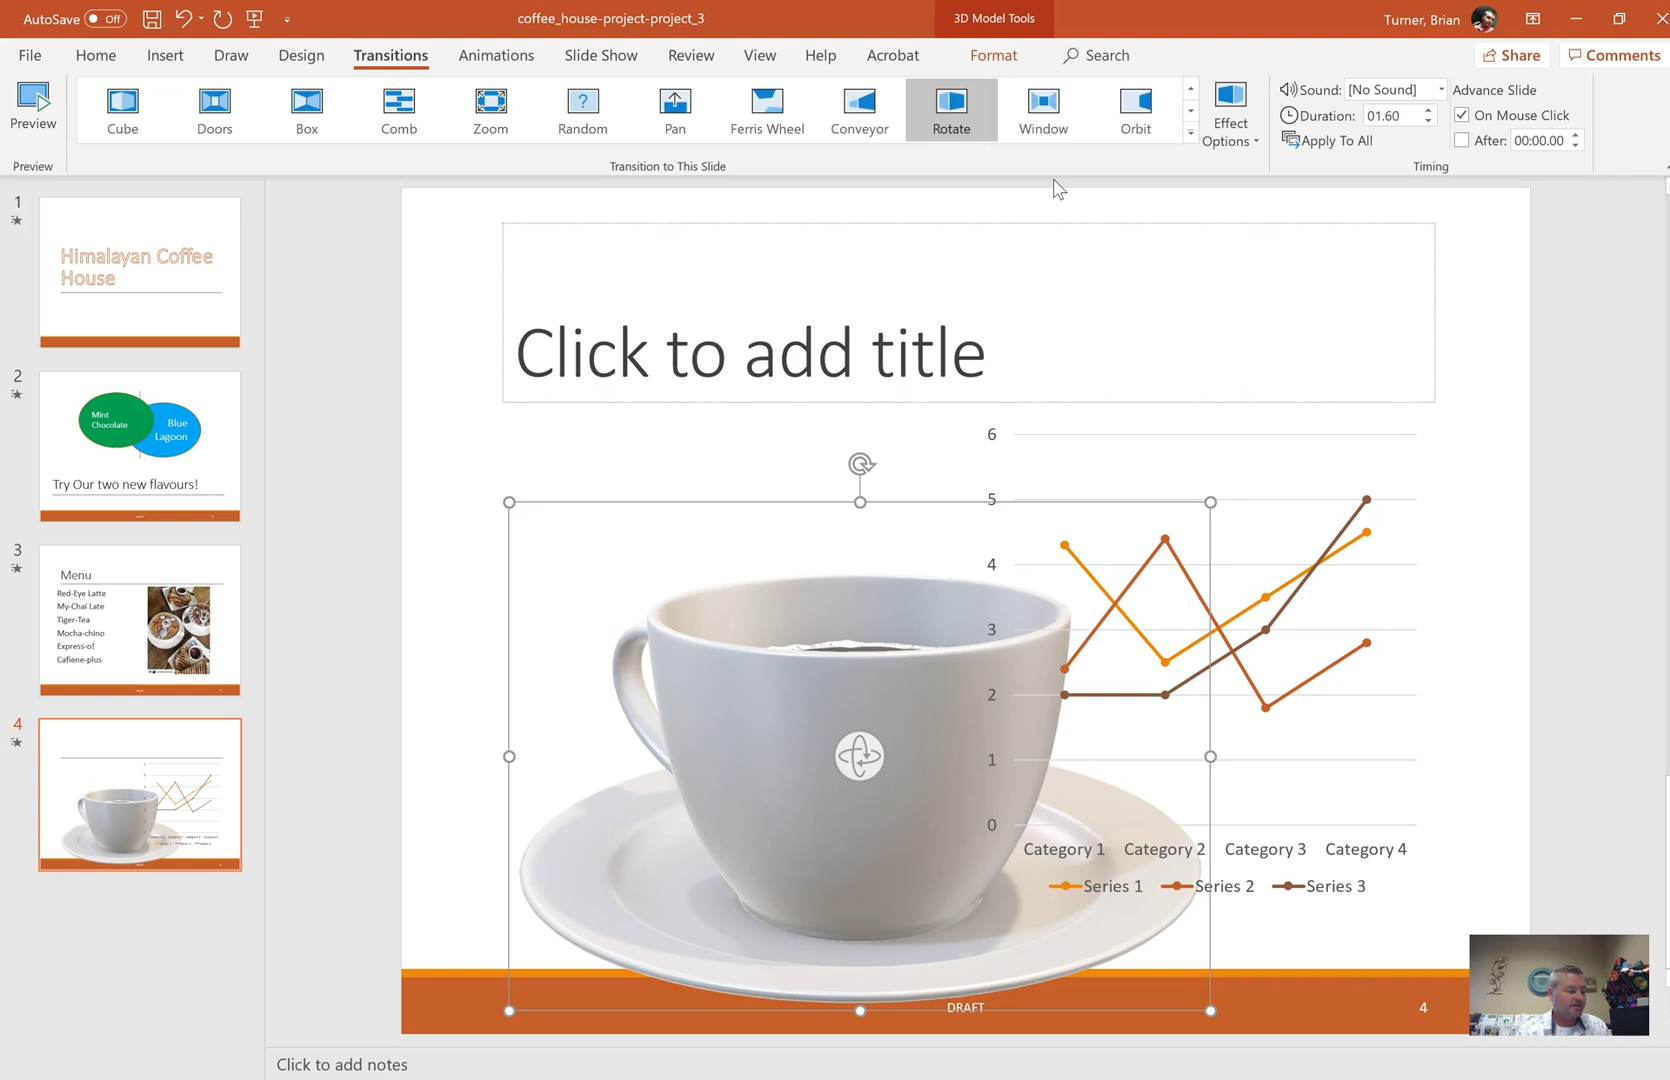 AutoSave Off
coffee_house-project-project_3
3D Model Tools
Turner, Brian
File Home Insert Draw Design Transitions Animations Slide Show Review View Help Acrobat Format Search Share Comments
Preview
Cube Doors Box Comb Zoom Random Pan Ferris Wheel Conveyor Rotate Window Orbit
Effect
Options
Sound: [No Sound]
Duration: 01.60
Apply To All
Advance Slide
On Mouse Click
After: 00:00.00
Preview
Transition to This Slide
Timing
1
Himalayan Coffee
House
2
Mint
Chocolate
Blue
Lagoon
Try Our two new flavours!
3
Menu
Red-Eye Latte
My-Chai Late
Tiger-Tea
Mocha-chino
Express-o!
Cafiene-plus
4
Click to add title
6
5
4
3
2
1
0
Category 1 Category 2 Category 3 Category 4
Series 1 Series 2 Series 3
DRAFT
4
Click to add notes